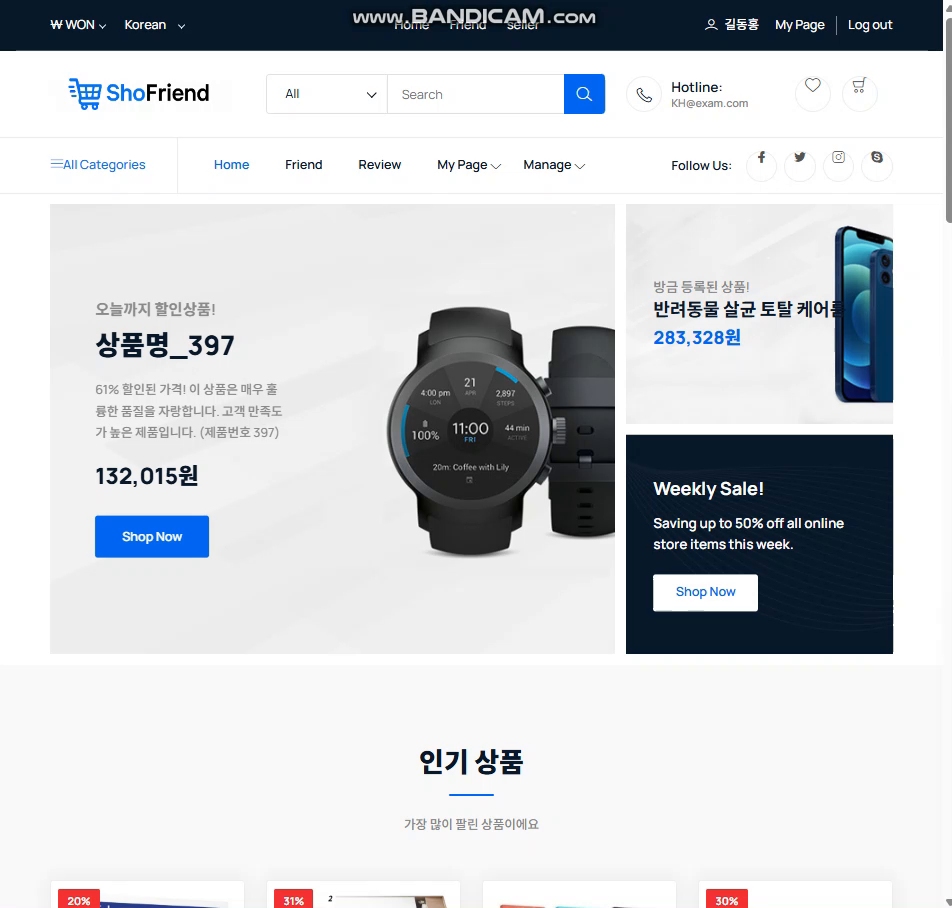 ₩ WON
Korean
www.BANDICAM.com
Home Friend seller
길동홍
My Page
Log out
ShoFriend
All
Search
Hotline:
KH@exam.com
All Categories
Home
Friend
Review
My Page
Manage
Follow Us:
오늘까지 할인상품!
상품명_397
61% 할인된 가격! 이 상품은 매우 훌
륭한 품질을 자랑합니다. 고객 만족도
가 높은 제품입니다. (제품번호 397)
132,015원
Shop Now
21
APR
4:00 pm
LON
2,897
STEPS
11:00
FRI
100%
44 min
ACTIVE
20m: Coffee with Lily
방금 등록된 상품!
반려동물 살균 토탈 케어룸
283,328원
Weekly Sale!
Saving up to 50% off all online
store items this week.
Shop Now
인기 상품
가장 많이 팔린 상품이에요
20%
31%
2
30%